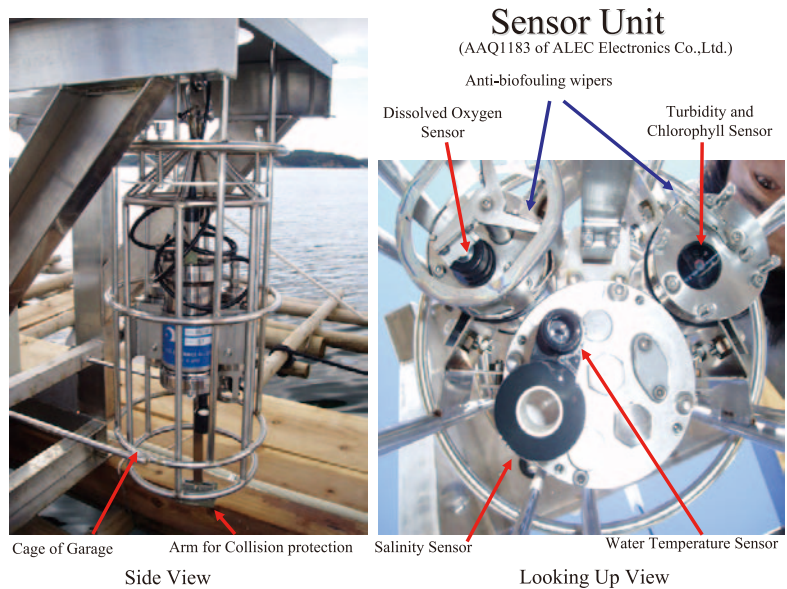 Sensor Unit
(AAQ1183 of ALEC Electronics Co.,Ltd.)
Anti-biofouling wipers
Dissolved Oxygen
Sensor
Turbidity and
Chlorophyll Sensor
Cage of Garage
Arm for Collision protection
Salinity Sensor
Water Temperature Sensor
Side View
Looking Up View